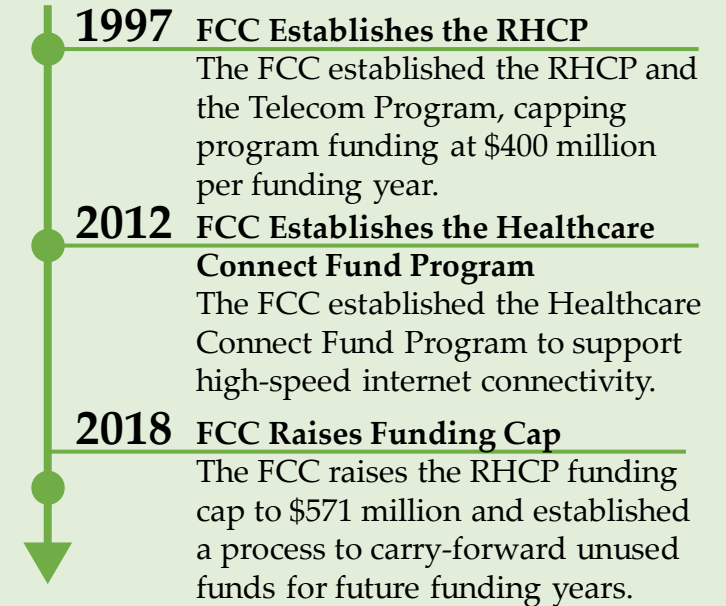 1997 FCC Establishes the RHCP
The FCC established the RHCP and
the Telecom Program, capping
program funding at $400 million
per funding year.
2012 FCC Establishes the Healthcare
Connect Fund Program
The FCC established the Healthcare
Connect Fund Program to support
high-speed internet connectivity.
2018 FCC Raises Funding Cap
The FCC raises the RHCP funding
cap to $571 million and established
a process to carry-forward unused
funds for future funding years.